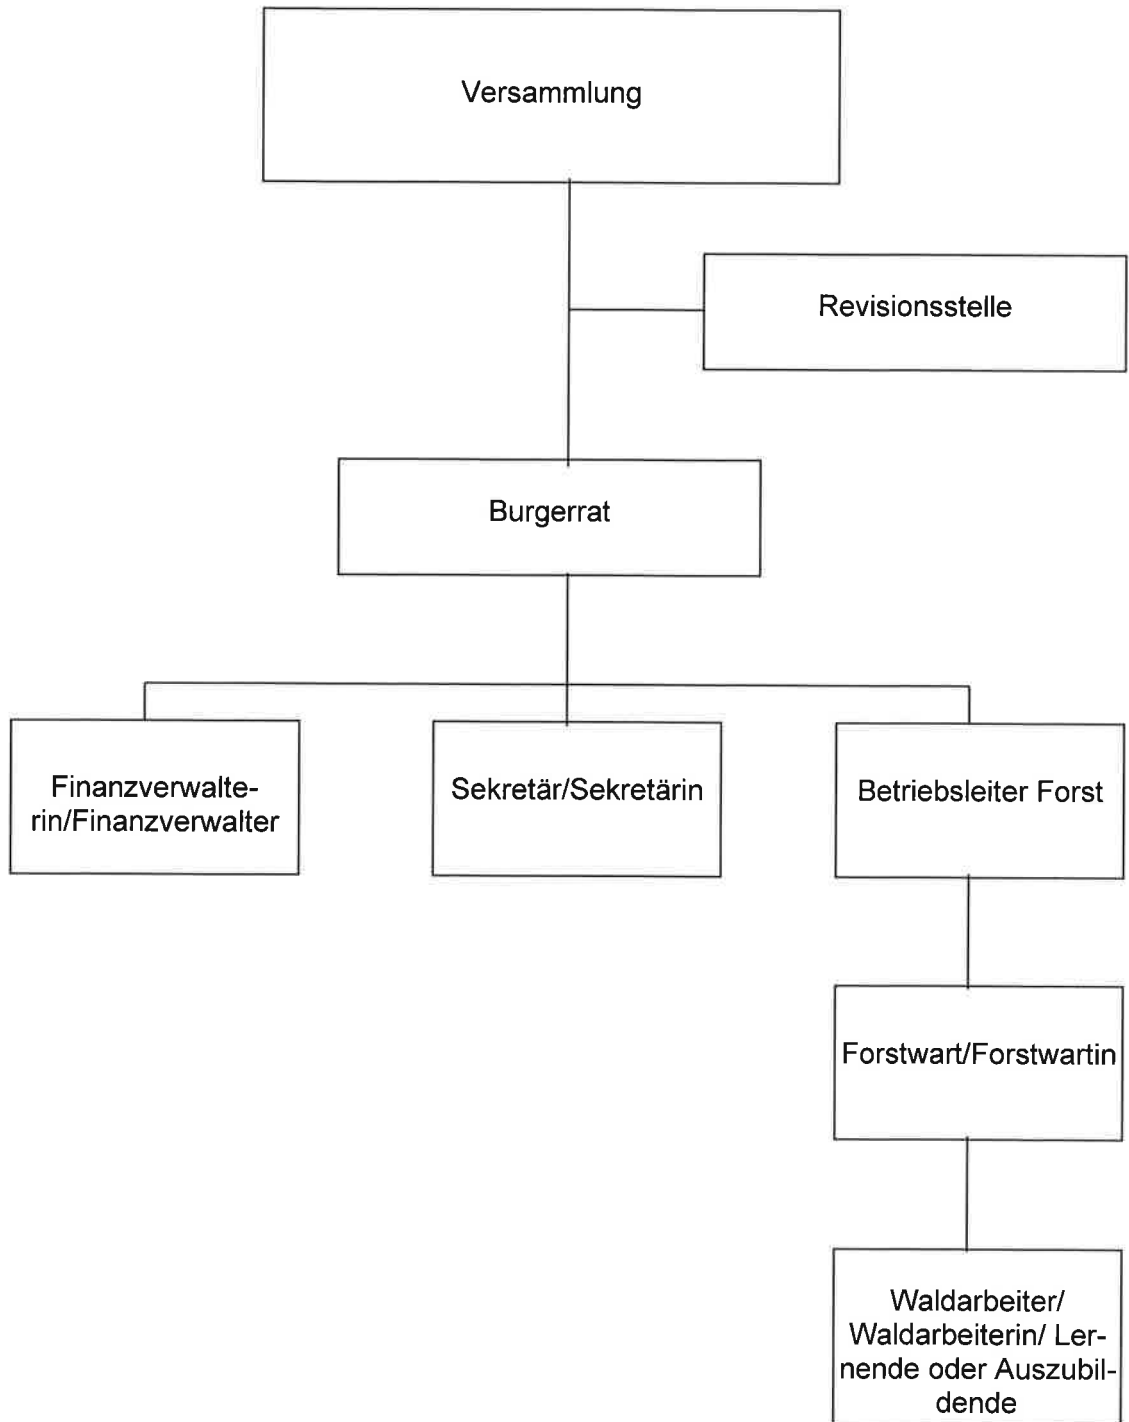 Versammlung
Revisionsstelle
Burgerrat
Finanzverwalte-
rin/Finanzverwalter
Sekretär/Sekretärin
Betriebsleiter Forst
Forstwart/Forstwartin
Waldarbeiter/
Waldarbeiterin/ Ler-
nende oder Auszubil-
dende